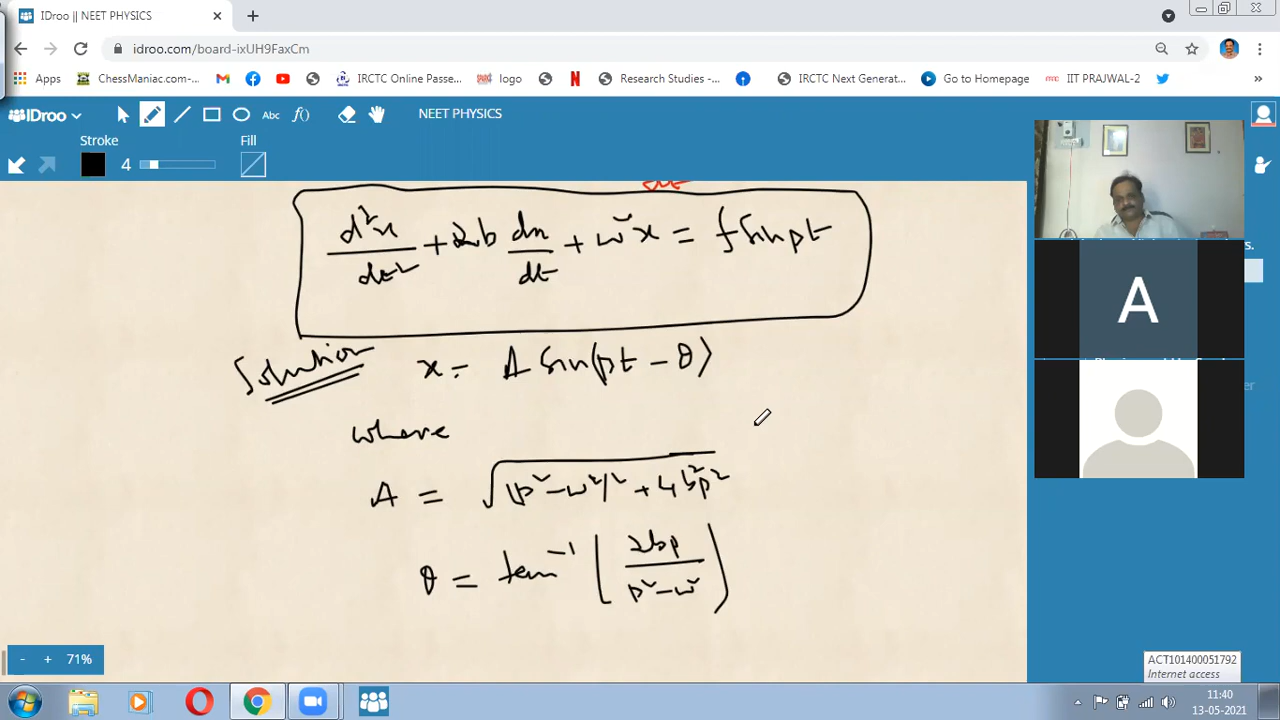 IDroo || NEET PHYSICS
idroo.com/board-ixUH9FaxCm
Apps ChessManiac.com-... IRCTC Online Passe... logo Research Studies -... IRCTC Next Generat... Go to Homepage IIT PRAJWAL-2 »
IDroo Abc f() NEET PHYSICS
Stroke Fill
4
d²x/dt² + 2b dx/dt + ω²x = f sin pt
Solution x = A sin(pt − θ)
where
A = √(p²−ω²)² + 4b²p²
θ = tan⁻¹ [2bp/p²−ω²)
A
s.
- + 71%
ACT101400051792
Internet access
11:40
13-05-2021